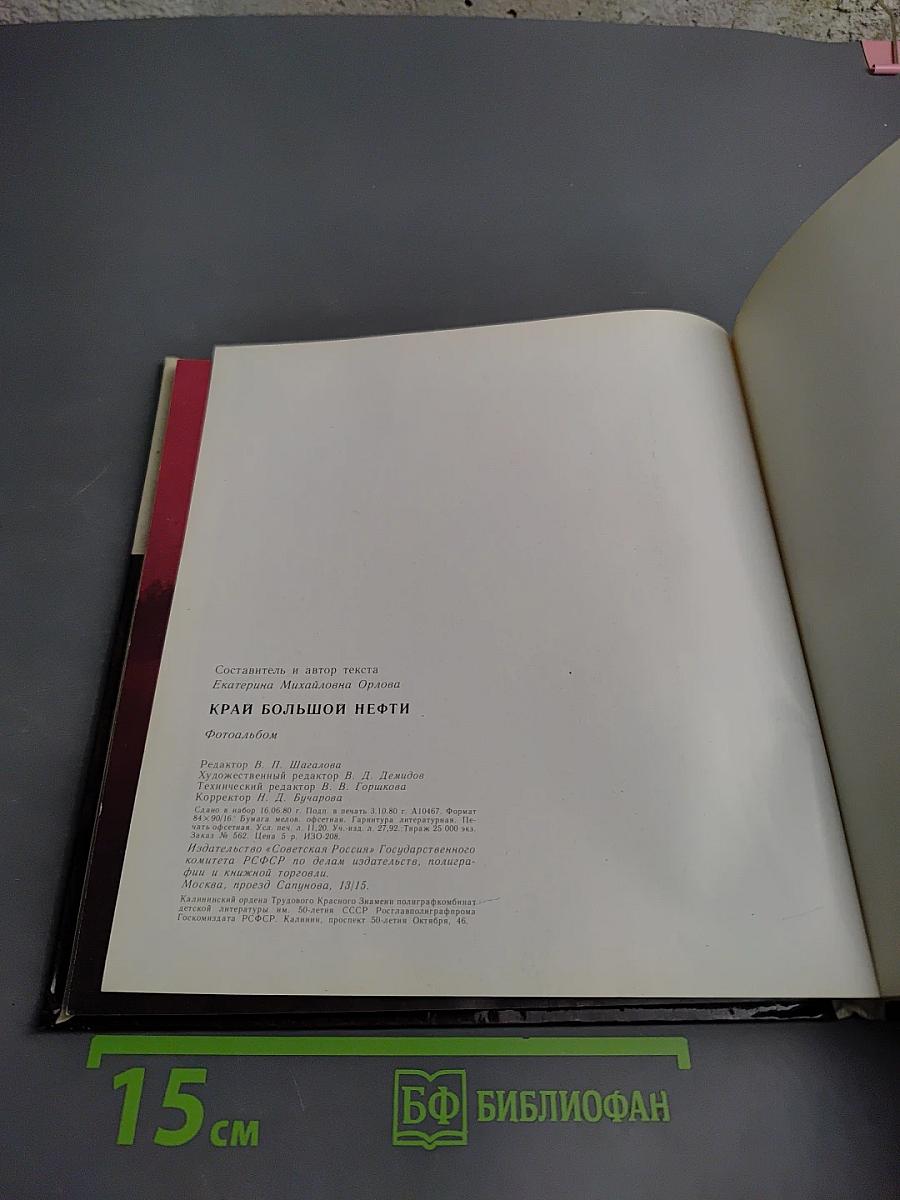 Составитель и автор текста
Екатерина Михайловна Орлова
КРАЙ БОЛЬШОЙ НЕФТИ
Фотоальбом
Редактор В. П. Шагалова
Художественный редактор В. Д. Демидов
Технический редактор В. В. Горшкова
Корректор Н. Д. Бучарова
Сдано в набор 16.06.80 г. Подп. в печать 3.10.80 г. А10467. Формат
84×90/16. Бумага мелов. офсетная. Гарнитура литературная. Пе-
чать офсетная. Усл. печ. л. 11,20. Уч.-изд. л. 27,92. Тираж 25 000 экз.
Заказ № 562. Цена 5 р. ИЗО-208.
Издательство «Советская Россия» Государственного
комитета РСФСР по делам издательств, полигра-
фии и книжной торговли.
Москва, проезд Сапунова, 13/15.
Калининский ордена Трудового Красного Знамени полиграфкомбинат
детской литературы им. 50-летия СССР Росглавполиграфпрома
Госкомиздата РСФСР. Калинин, проспект 50-летия Октября, 46.
15 см
БФ БИБЛИОФАН